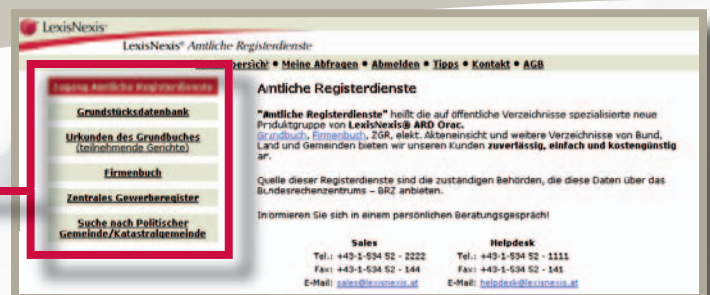 LexisNexis®
LexisNexis® Amtliche Registerdienste
• Meine Abfragen • Abmelden • Tipps • Kontakt • AGB
Zugang Amtliche Registerdienste
Grundstücksdatenbank
Urkunden des Grundbuches
(teilnehmende Gerichte)
Firmenbuch
Zentrales Gewerberegister
Suche nach Politischer
Gemeinde/Katastralgemeinde
Amtliche Registerdienste
"Amtliche Registerdienste" heißt die auf öffentliche Verzeichnisse spezialisierte neue
Produktgruppe von LexisNexis® ARD Orac.
Grundbuch, Firmenbuch, ZGR, elekt. Akteneinsicht und weitere Verzeichnisse von Bund,
Land und Gemeinden bieten wir unseren Kunden zuverlässig, einfach und kostengünstig
an.
Quelle dieser Registerdienste sind die zuständigen Behörden, die diese Daten über das
Bundesrechenzentrums – BRZ anbieten.
Informieren Sie sich in einem persönlichen Beratungsgespräch!
Sales
Tel.: +43-1-534 52 - 2222
Fax: +43-1-534 52 - 144
E-Mail: sales@lexisnexis.at
Helpdesk
Tel.: +43-1-534 52 - 1111
Fax: +43-1-534 52 - 141
E-Mail: helpdesk@lexisnexis.at